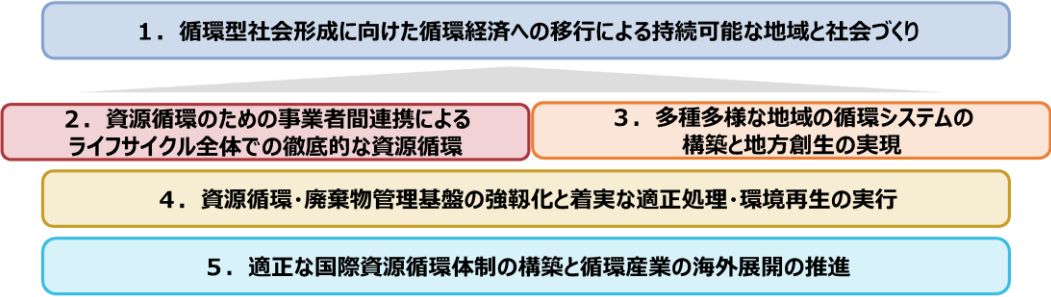 １．循環型社会形成に向けた循環経済への移行による持続可能な地域と社会づくり
２．資源循環のための事業者間連携による
ライフサイクル全体での徹底的な資源循環
３．多種多様な地域の循環システムの
構築と地方創生の実現
４．資源循環・廃棄物管理基盤の強靱化と着実な適正処理・環境再生の実行
５．適正な国際資源循環体制の構築と循環産業の海外展開の推進